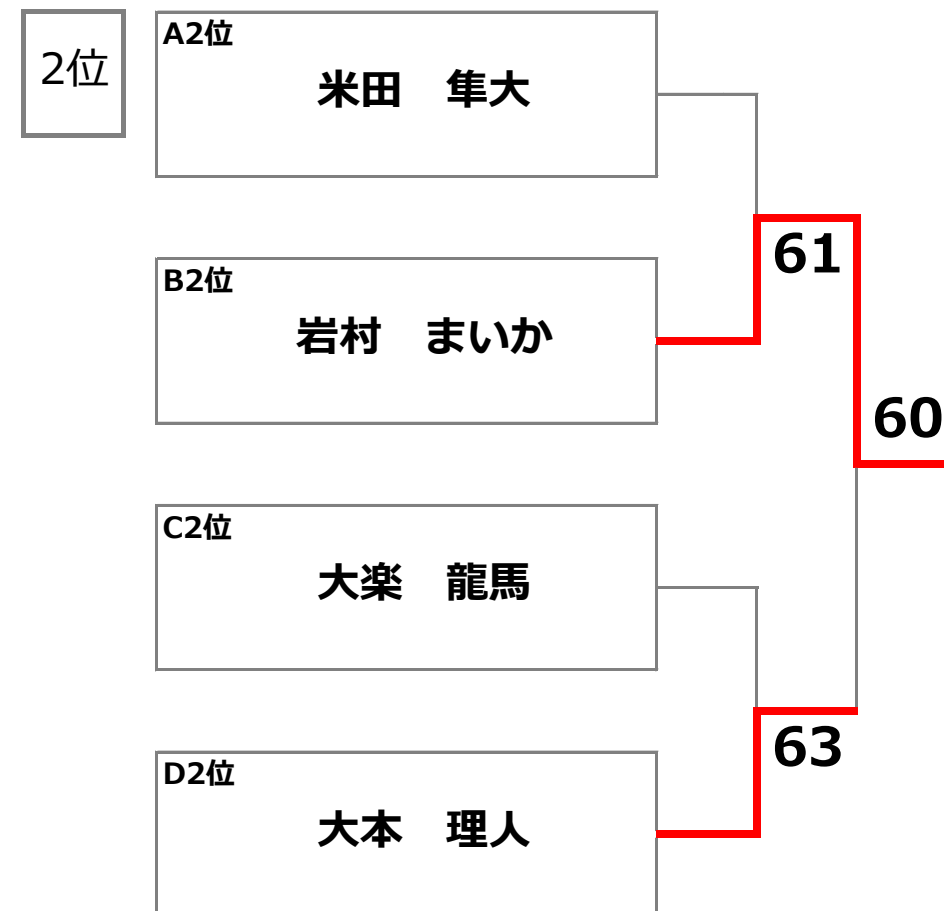 2位
A2位
米田　隼大
61
B2位
岩村　まいか
60
C2位
大楽　龍馬
63
D2位
大本　理人